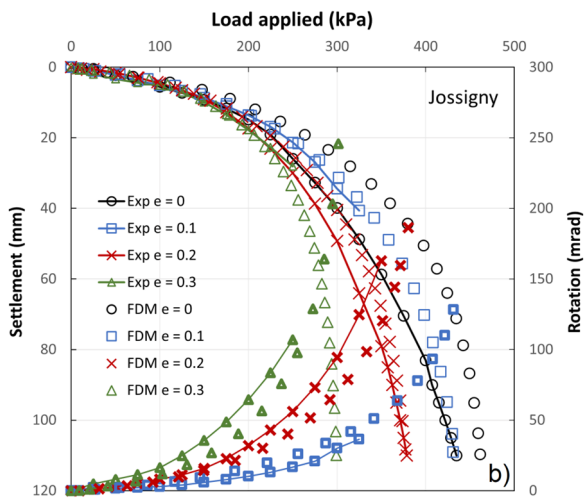 Load applied (kPa)
0 100 200 300 400 500
0 20 40 60 80 100 120
Settlement (mm)
300 250 200 150 100 50 0
Rotation (mrad)
Jossigny
Exp e = 0
Exp e = 0.1
Exp e = 0.2
Exp e = 0.3
FDM e = 0
FDM e = 0.1
FDM e = 0.2
FDM e = 0.3
b)